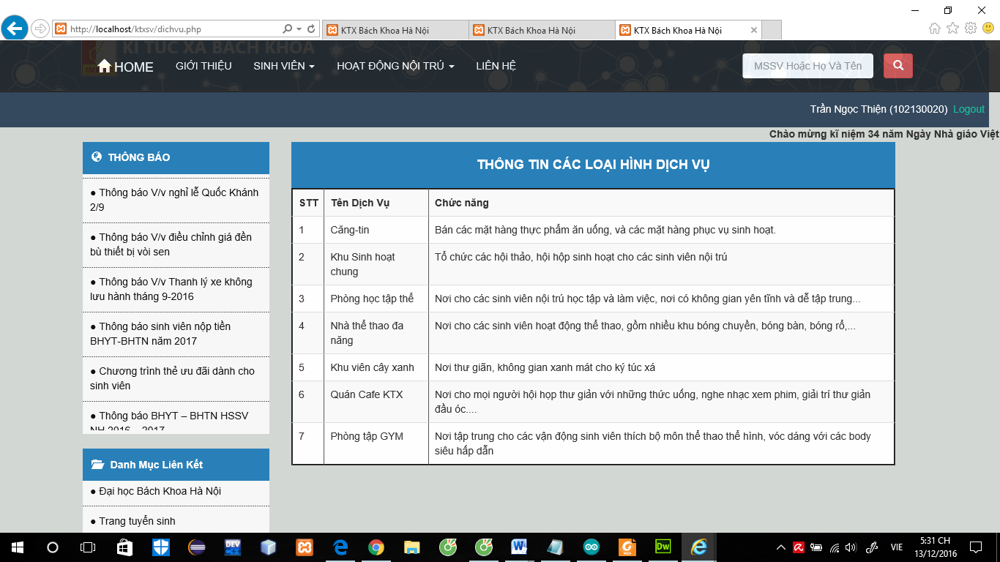 http://localhost/ktxsv/dichvu.php
KTX Bách Khoa Hà Nội
KTX Bách Khoa Hà Nội
KTX Bách Khoa Hà Nội
KÍ TÚC XÁ BÁCH KHOA
HOME GIỚI THIỆU SINH VIÊN HOẠT ĐỘNG NỘI TRÚ LIÊN HỆ MSSV Hoặc Họ Và Tên
Trần Ngọc Thiện (102130020) Logout
Chào mừng kĩ niệm 34 năm Ngày Nhà giáo Việt
THÔNG BÁO
● Thông báo V/v nghỉ lễ Quốc Khánh
2/9
● Thông báo V/v điều chỉnh giá đền
bù thiết bị vòi sen
● Thông báo V/v Thanh lý xe không
lưu hành tháng 9-2016
● Thông báo sinh viên nộp tiền
BHYT-BHTN năm 2017
● Chương trình thẻ ưu đãi dành cho
sinh viên
● Thông báo BHYT – BHTN HSSV
NH 2016 – 2017
Danh Mục Liên Kết
● Đại học Bách Khoa Hà Nội
● Trang tuyển sinh
THÔNG TIN CÁC LOẠI HÌNH DỊCH VỤ
STT Tên Dịch Vụ Chức năng
1 Căng-tin Bán các mặt hàng thực phẩm ăn uống, và các mặt hàng phục vụ sinh hoạt.
2 Khu Sinh hoạt Tổ chức các hội thảo, hội hộp sinh hoạt cho các sinh viên nội trú
chung
3 Phòng học tập thể Nơi cho các sinh viên nội trú học tập và làm việc, nơi có không gian yên tĩnh và dễ tập trung...
4 Nhà thể thao đa Nơi cho các sinh viên hoạt động thể thao, gồm nhiều khu bóng chuyền, bóng bàn, bóng rổ,...
năng
5 Khu viên cây xanh Nơi thư giãn, không gian xanh mát cho ký túc xá
6 Quán Cafe KTX Nơi cho mọi người hội họp thư giản với những thức uống, nghe nhạc xem phim, giải trí thư giản
đầu óc....
7 Phòng tập GYM Nơi tập trung cho các vận động sinh viên thích bộ môn thể thao thể hình, vóc dáng với các body
siêu hấp dẫn
DEV
Dw
PDF
VIE
5:31 CH
13/12/2016